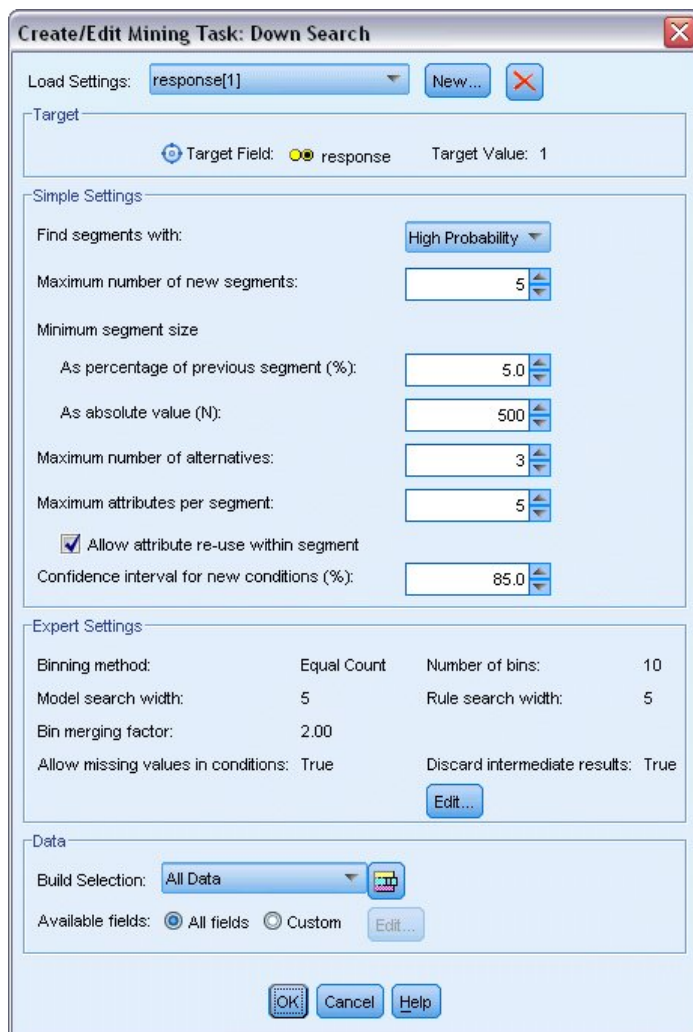 Create/Edit Mining Task: Down Search
Load Settings: response[1] New...
Target
Target Field: response Target Value: 1
Simple Settings
Find segments with: High Probability
Maximum number of new segments: 5
Minimum segment size
As percentage of previous segment (%): 5.0
As absolute value (N): 500
Maximum number of alternatives: 3
Maximum attributes per segment: 5
Allow attribute re-use within segment
Confidence interval for new conditions (%): 85.0
Expert Settings
Binning method: Equal Count Number of bins: 10
Model search width: 5 Rule search width: 5
Bin merging factor: 2.00
Allow missing values in conditions: True Discard intermediate results: True
Edit...
Data
Build Selection: All Data
Available fields: All fields Custom Edit...
OK Cancel Help